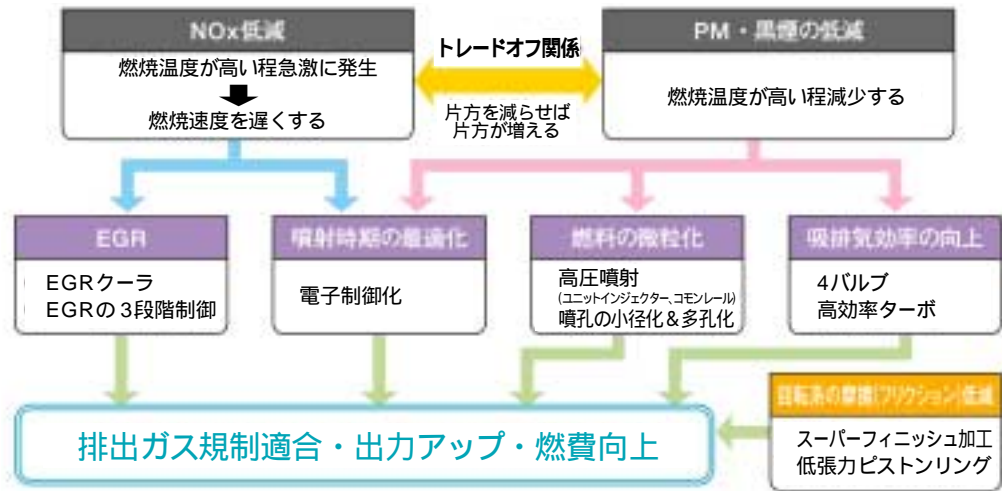 NOx低減
燃焼温度が高い程急激に発生
燃焼速度を遅くする
トレードオフ関係
片方を減らせば
片方が増える
PM・黒煙の低減
燃焼温度が高い程減少する
EGR
EGRクーラ
EGRの3段階制御
噴射時期の最適化
電子制御化
燃料の微粒化
高圧噴射
(ユニットインジェクター、コモンレール)
噴孔の小径化&多孔化
吸排気効率の向上
4バルブ
高効率ターボ
回転系の摩擦(フリクション)低減
スーパーフィニッシュ加工
低張力ピストンリング
排出ガス規制適合・出力アップ・燃費向上